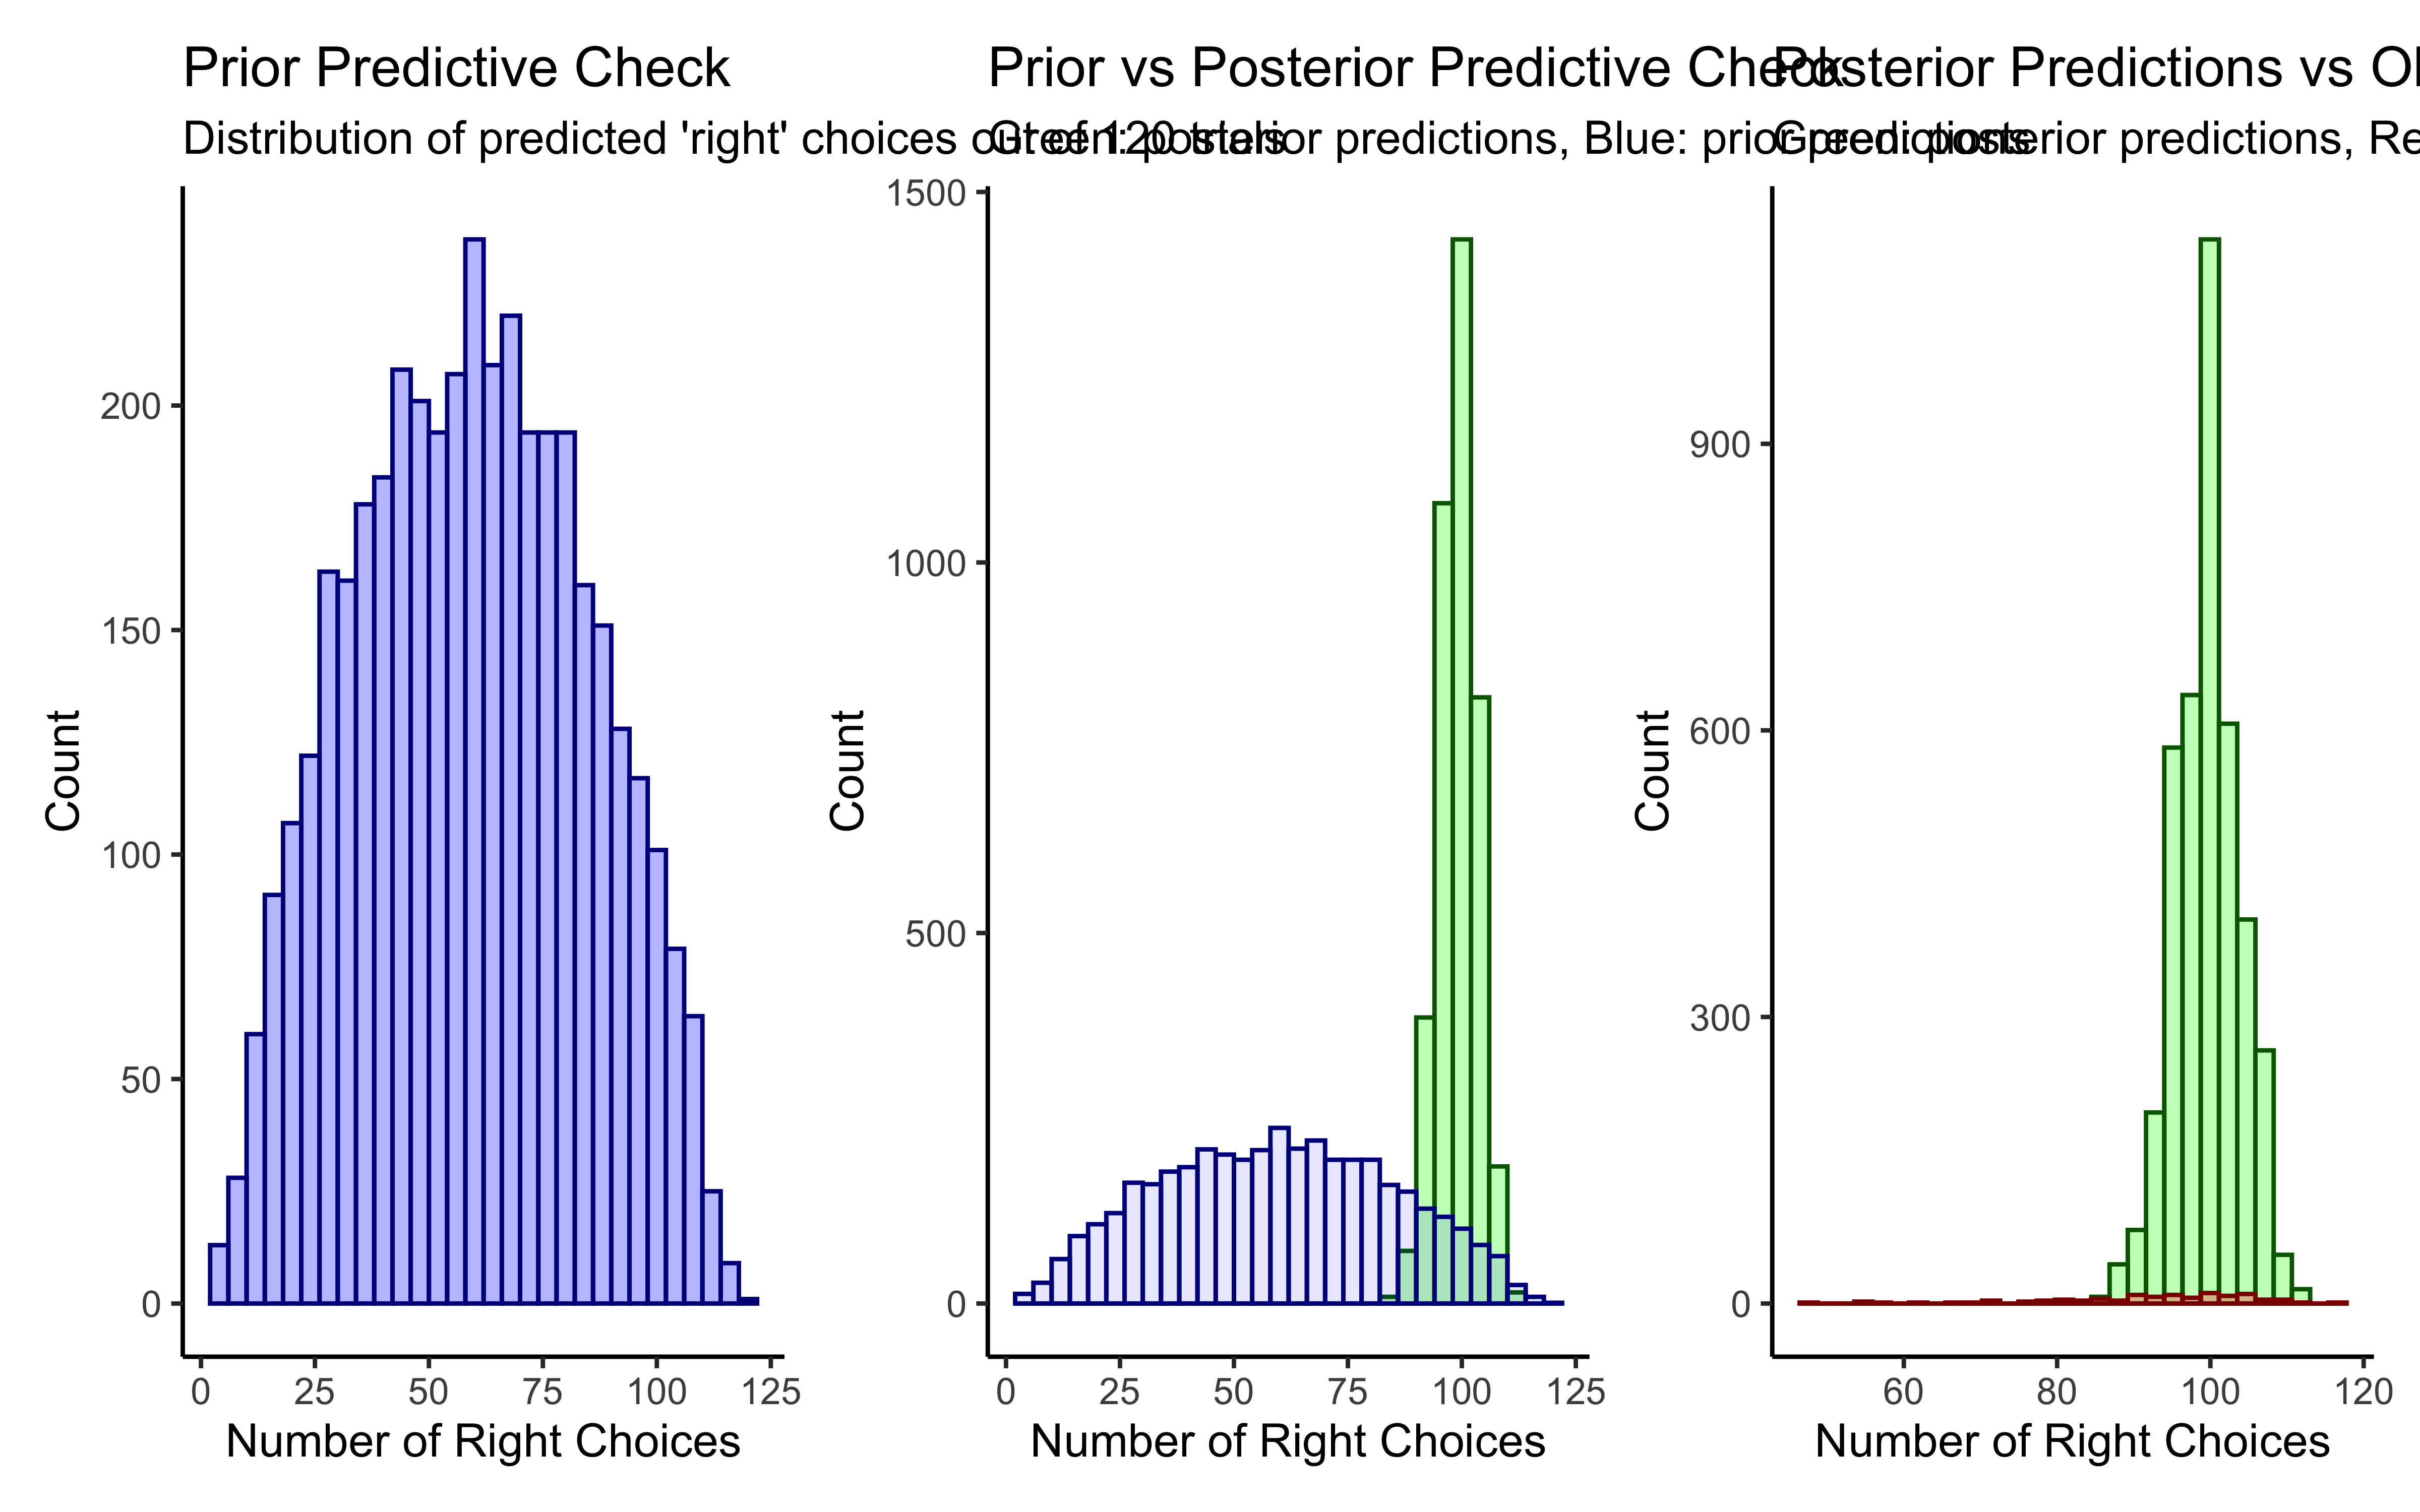 Prior Predictive Check
Distribution of predicted 'right' choices out of 120 trials
200
150
100
50
0
Count
0 25 50 75 100 125
Number of Right Choices
Prior vs Posterior Predictive Check
Green: posterior predictions, Blue: prior predictions
1500
1000
500
0
Count
0 25 50 75 100 125
Number of Right Choices
Posterior Predictions vs
Green: posterior predictions,
900
600
300
0
Count
60 80 100 120
Number of Right Choices